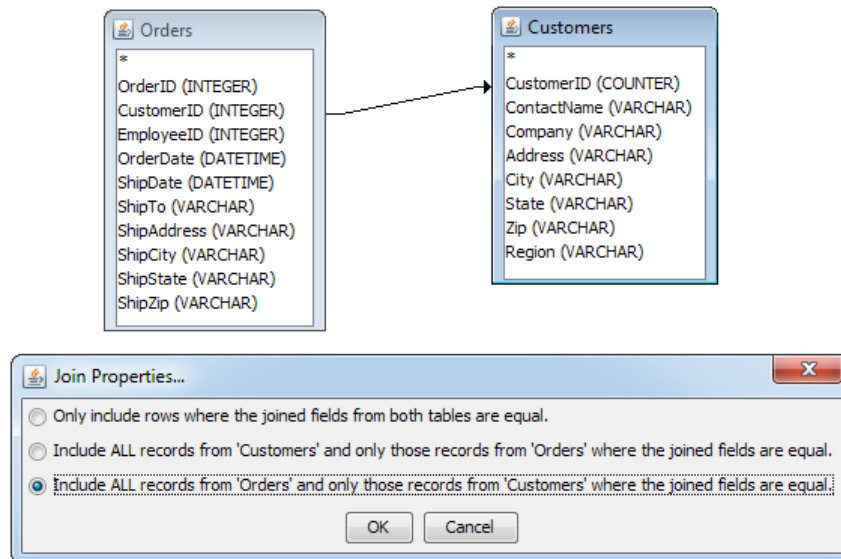 Orders
*
OrderID (INTEGER)
CustomerID (INTEGER)
EmployeeID (INTEGER)
OrderDate (DATETIME)
ShipDate (DATETIME)
ShipTo (VARCHAR)
ShipAddress (VARCHAR)
ShipCity (VARCHAR)
ShipState (VARCHAR)
ShipZip (VARCHAR)
Customers
*
CustomerID (COUNTER)
ContactName (VARCHAR)
Company (VARCHAR)
Address (VARCHAR)
City (VARCHAR)
State (VARCHAR)
Zip (VARCHAR)
Region (VARCHAR)
Join Properties...
Only include rows where the joined fields from both tables are equal.
Include ALL records from 'Customers' and only those records from 'Orders' where the joined fields are equal.
Include ALL records from 'Orders' and only those records from 'Customers' where the joined fields are equal.
OK Cancel